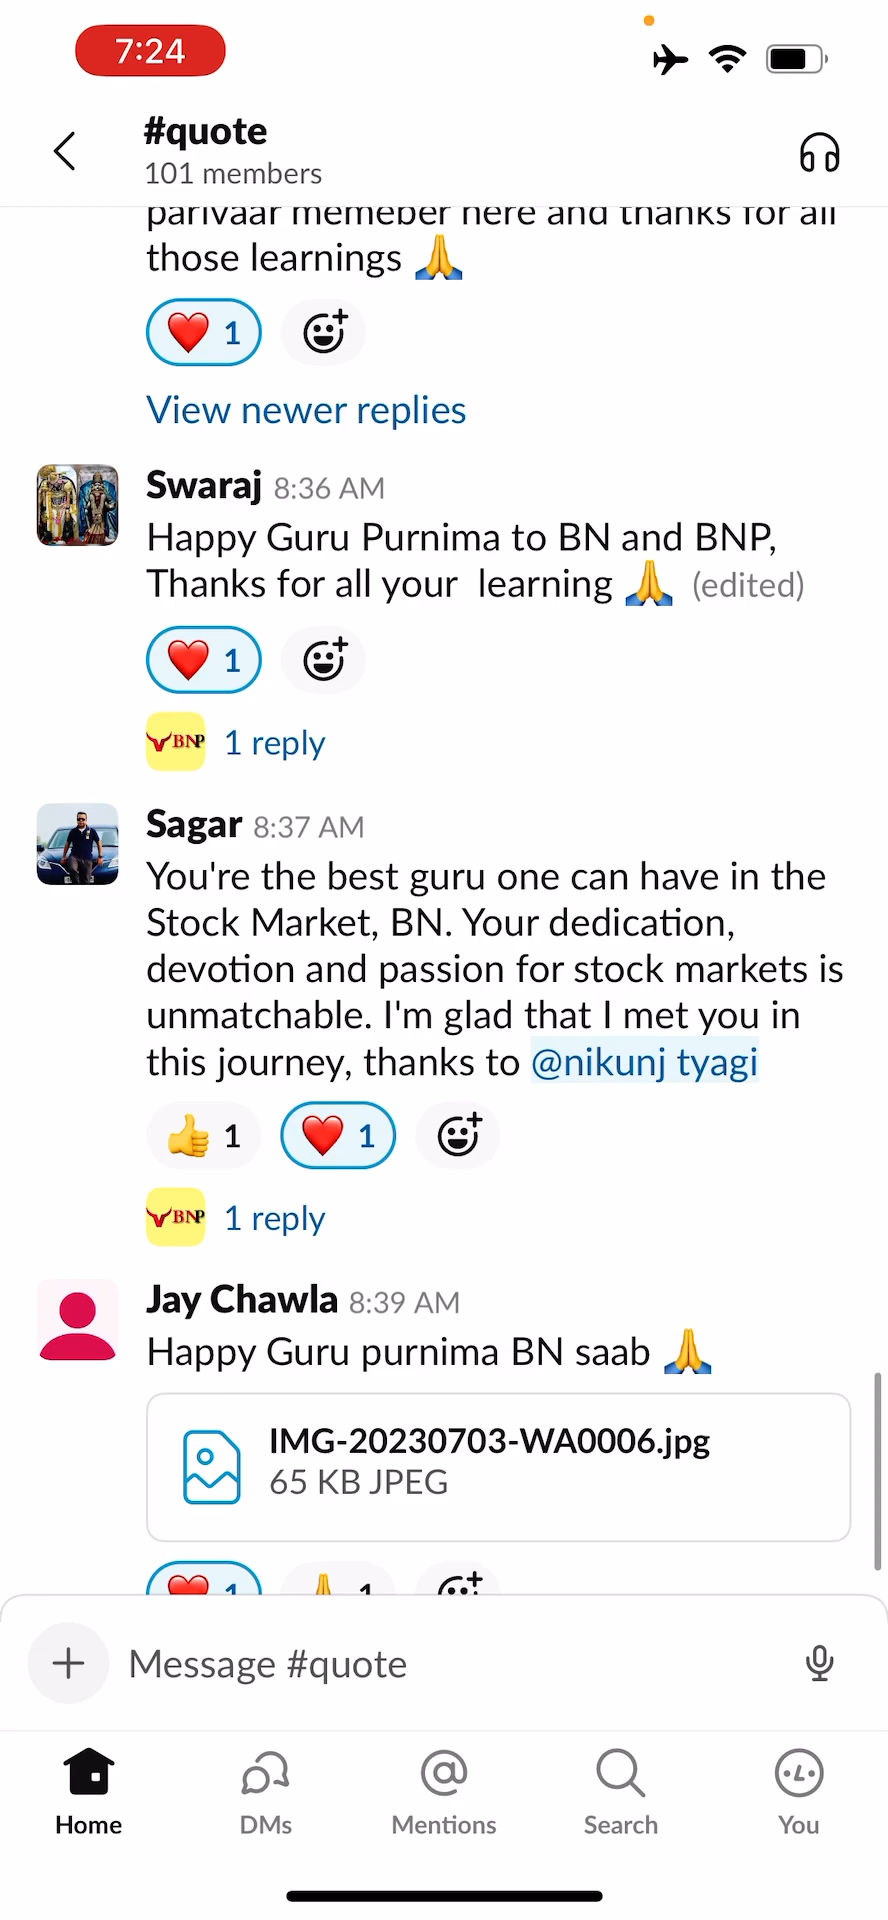 7:24
#quote
101 members
parivaar memeber here and thanks for all
those learnings 🙏
❤️ 1
View newer replies
Swaraj 8:36 AM
Happy Guru Purnima to BN and BNP,
Thanks for all your  learning 🙏 (edited)
❤️ 1
BNP 1 reply
Sagar 8:37 AM
You're the best guru one can have in the
Stock Market, BN. Your dedication,
devotion and passion for stock markets is
unmatchable. I'm glad that I met you in
this journey, thanks to @nikunj tyagi
👍 1 ❤️ 1
BNP 1 reply
Jay Chawla 8:39 AM
Happy Guru purnima BN saab 🙏
IMG-20230703-WA0006.jpg
65 KB JPEG
❤️ 1 🙏 1
Message #quote
Home DMs Mentions Search You